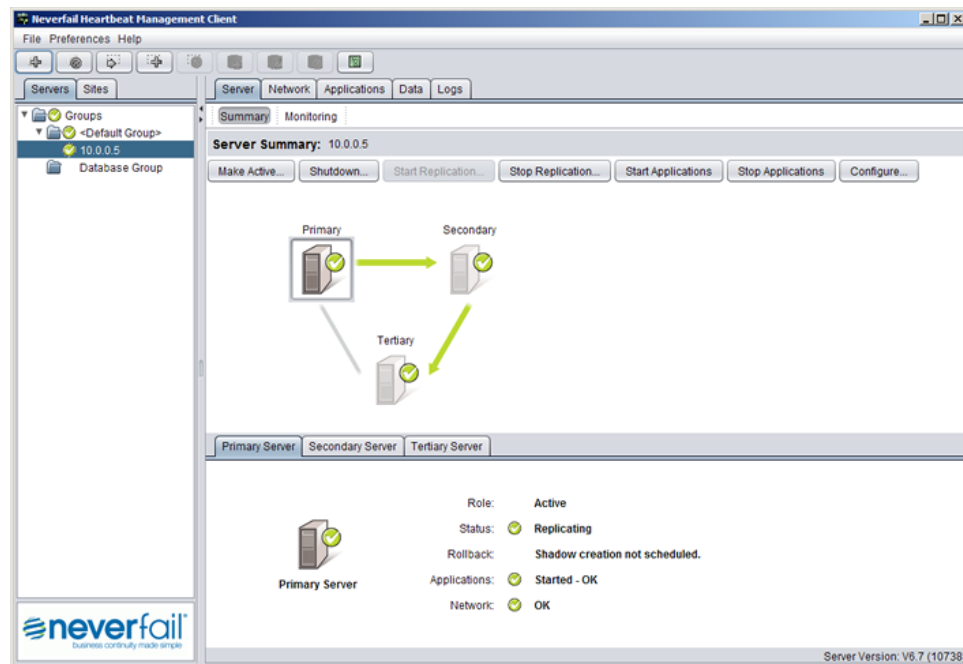 Neverfail Heartbeat Management Client
File Preferences Help
Servers Sites
Server Network Applications Data Logs
Groups
<Default Group>
10.0.0.5
Database Group
Summary Monitoring
Server Summary: 10.0.0.5
Make Active... Shutdown... Start Replication... Stop Replication... Start Applications Stop Applications Configure...
Primary Secondary
Tertiary
Primary Server Secondary Server Tertiary Server
Role: Active
Status: Replicating
Rollback: Shadow creation not scheduled.
Applications: Started - OK
Network: OK
Primary Server
neverfail
business continuity made simple
Server Version: V6.7 (10738